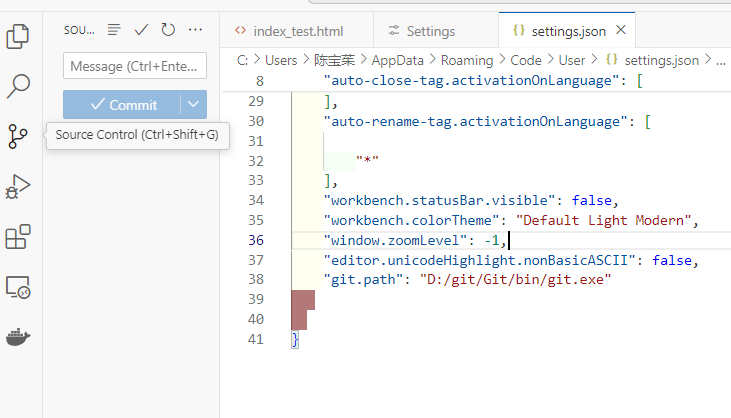 SOU...
index_test.html
Settings
settings.json
Message (Ctrl+Ente...
Commit
Source Control (Ctrl+Shift+G)
C: > Users > 陈宝茱 > AppData > Roaming > Code > User > {} settings.json > ...
8 "auto-close-tag.activationOnLanguage": [
29 ],
30 "auto-rename-tag.activationOnLanguage": [
31
32 "*"
33 ],
34 "workbench.statusBar.visible": false,
35 "workbench.colorTheme": "Default Light Modern",
36 "window.zoomLevel": -1,
37 "editor.unicodeHighlight.nonBasicASCII": false,
38 "git.path": "D:/git/Git/bin/git.exe"
39
40
41 }